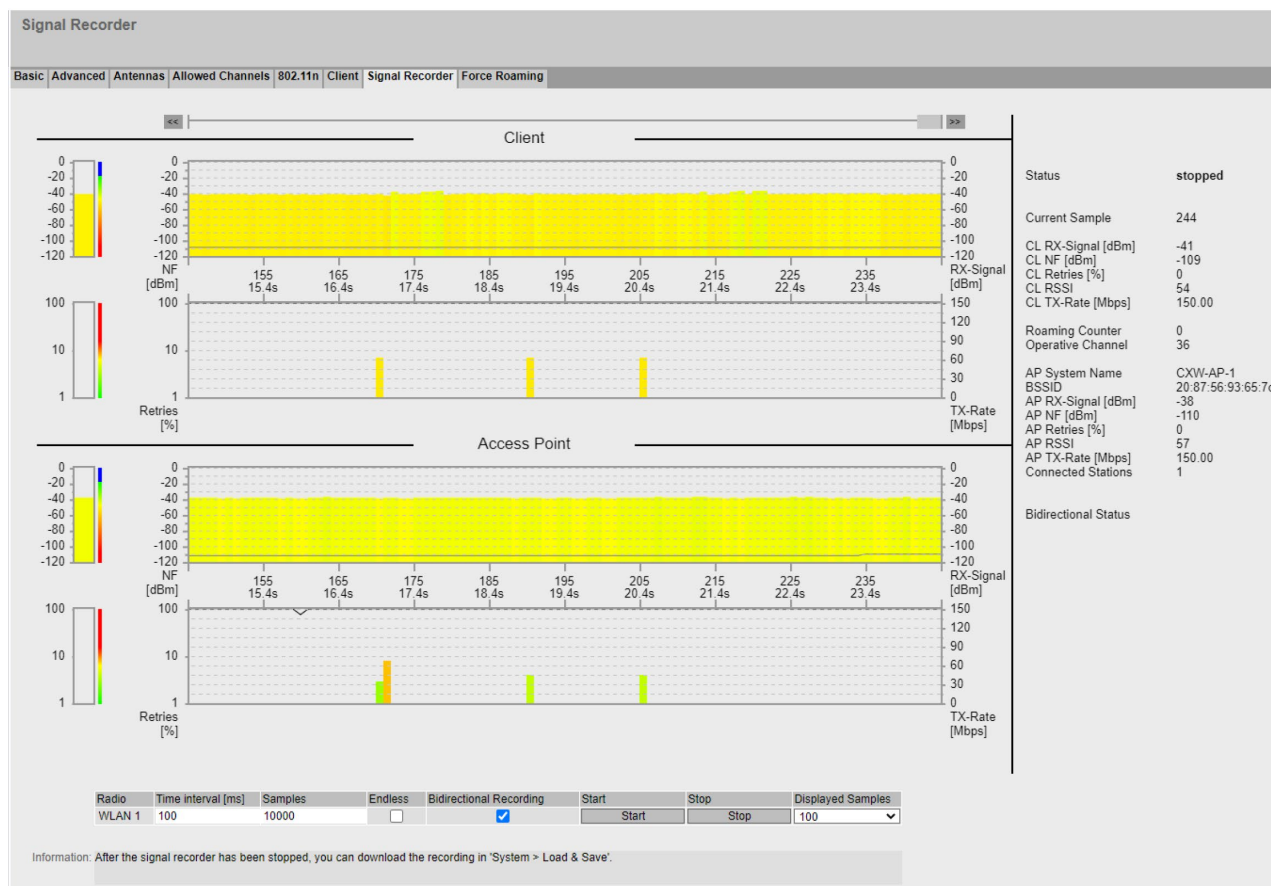 Signal Recorder
Basic Advanced Antennas Allowed Channels 802.11n Client Signal Recorder Force Roaming
<< >>
Client
0 0 0
-20 -20 -20
-40 -40 -40
-60 -60 -60
-80 -80 -80
-100 -100 -100
-120 -120 -120
NF [dBm] 155 165 175 185 195 205 215 225 235 RX-Signal [dBm]
15.4s 16.4s 17.4s 18.4s 19.4s 20.4s 21.4s 22.4s 23.4s
100 100 150
120
90
10 10
60
30
1 1 0
Retries [%] TX-Rate [Mbps]
Access Point
0 0 0
-20 -20 -20
-40 -40 -40
-60 -60 -60
-80 -80 -80
-100 -100 -100
-120 -120 -120
NF [dBm] 155 165 175 185 195 205 215 225 235 RX-Signal [dBm]
15.4s 16.4s 17.4s 18.4s 19.4s 20.4s 21.4s 22.4s 23.4s
100 100 150
120
90
10 10
60
30
1 1 0
Retries [%] TX-Rate [Mbps]
Status stopped
Current Sample 244
CL RX-Signal [dBm] -41
CL NF [dBm] -109
CL Retries [%] 0
CL RSSI 54
CL TX-Rate [Mbps] 150.00
Roaming Counter 0
Operative Channel 36
AP System Name CXW-AP-1
BSSID 20:87:56:93:65:7
AP RX-Signal [dBm] -38
AP NF [dBm] -110
AP Retries [%] 0
AP RSSI 57
AP TX-Rate [Mbps] 150.00
Connected Stations 1
Bidirectional Status
Radio Time interval [ms] Samples Endless Bidirectional Recording Start Stop Displayed Samples
WLAN 1 100 10000 Start Stop 100
Information: After the signal recorder has been stopped, you can download the recording in 'System > Load & Save'.